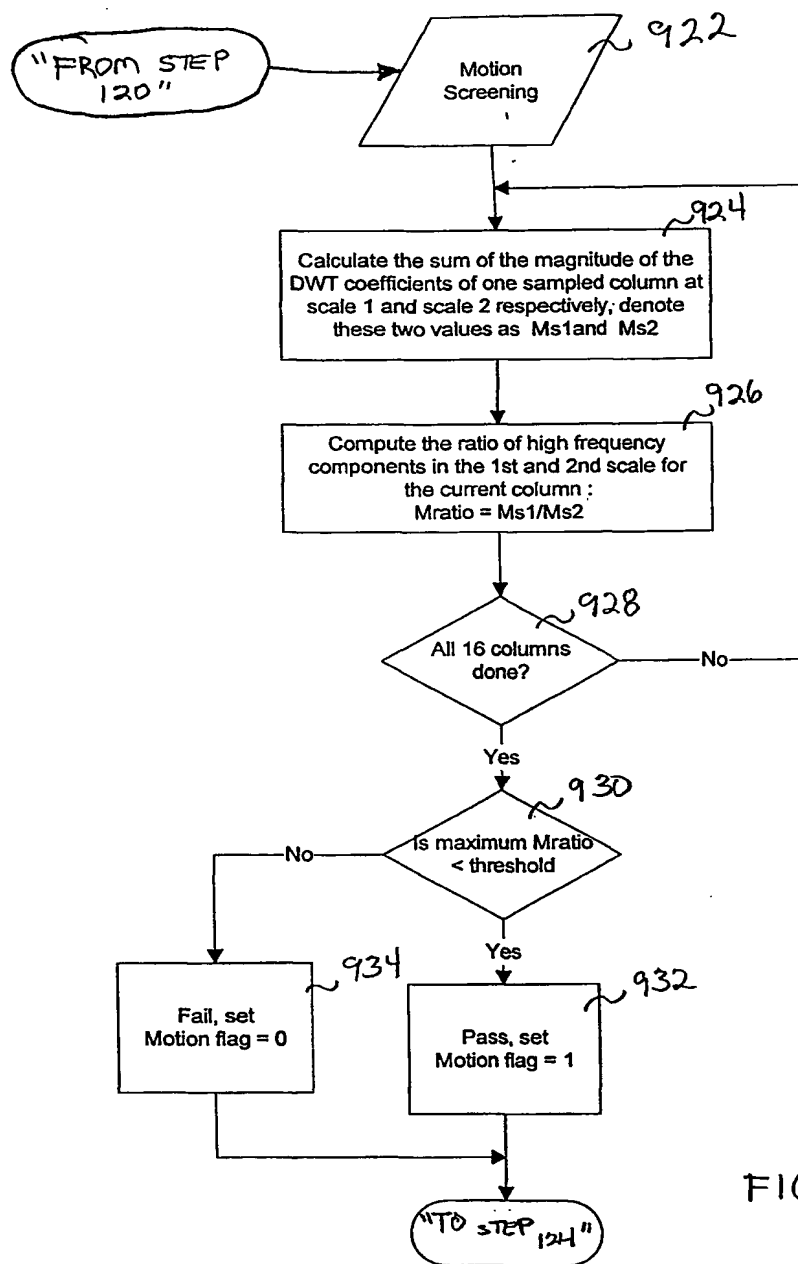 "FROM STEP
120"
922
Motion
Screening
924
Calculate the sum of the magnitude of the
DWT coefficients of one sampled column at
scale 1 and scale 2 respectively, denote
these two values as Ms1and Ms2
926
Compute the ratio of high frequency
components in the 1st and 2nd scale for
the current column :
Mratio = Ms1/Ms2
928
All 16 columns
done?
No
Yes
930
Is maximum Mratio
< threshold
No
Yes
934
Fail, set
Motion flag = 0
932
Pass, set
Motion flag = 1
"TO STEP 124"